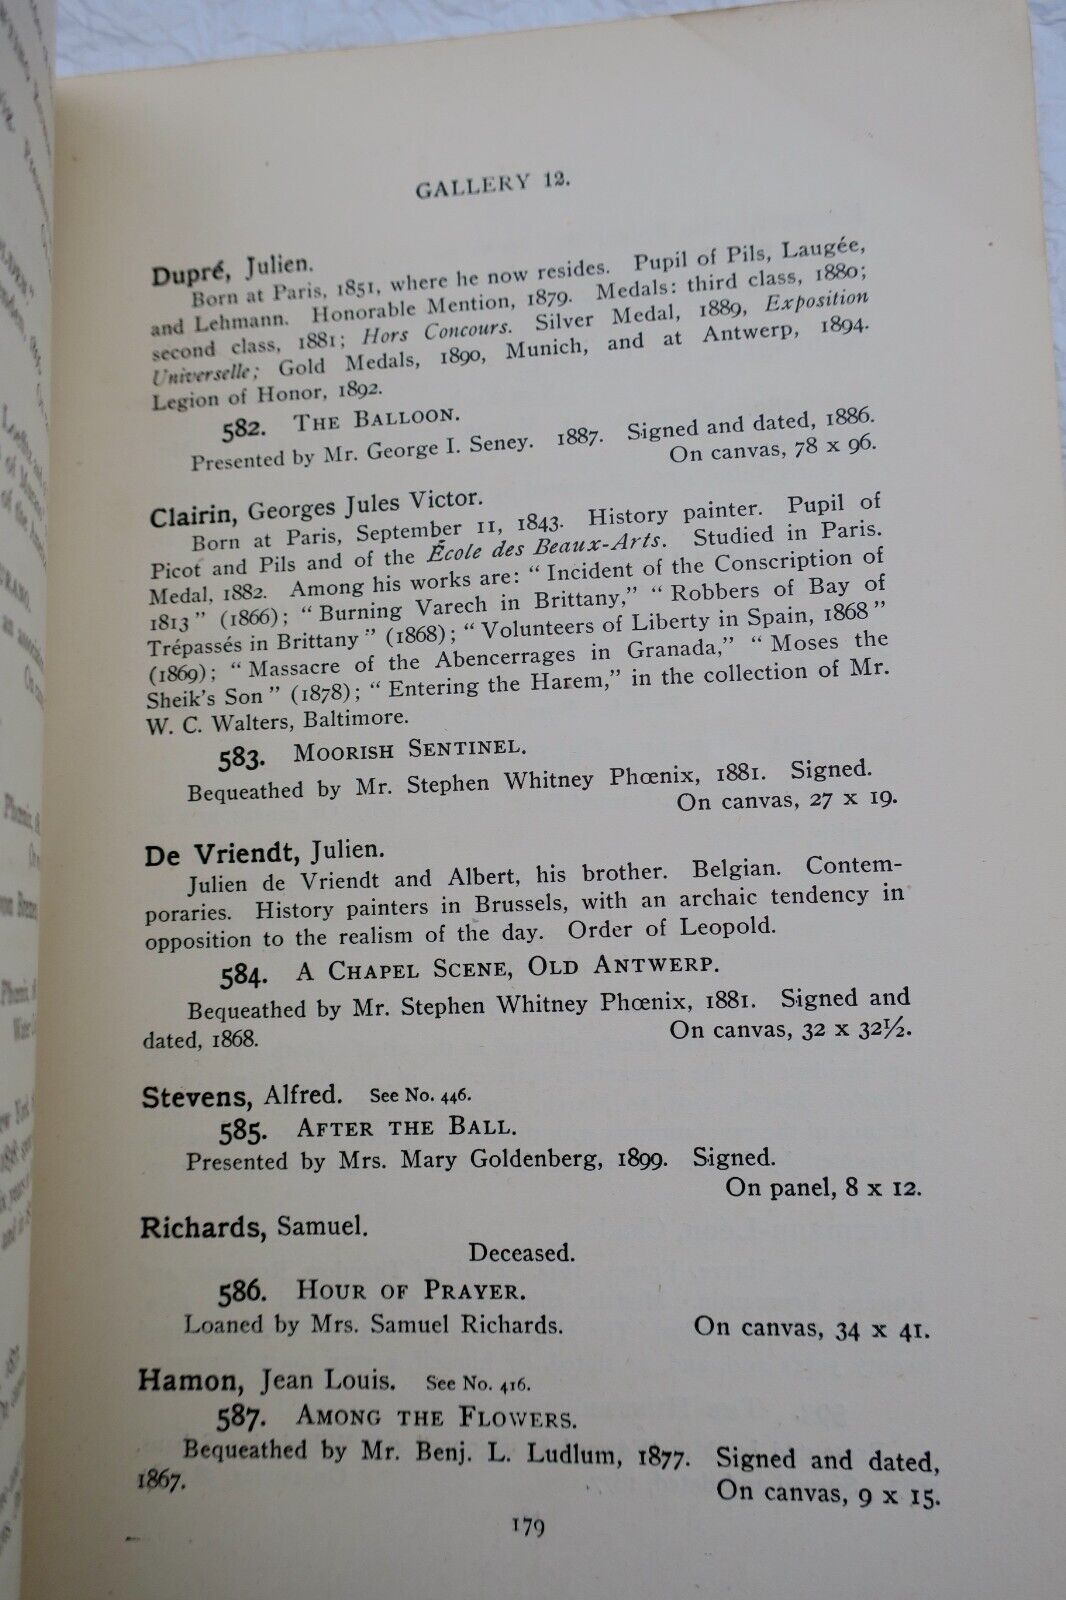 GALLERY 12.
Dupré, Julien.
Born at Paris, 1851, where he now resides. Pupil of Pils, Laugée,
and Lehmann. Honorable Mention, 1879. Medals: third class, 1880;
second class, 1881; Hors Concours. Silver Medal, 1889, Exposition
Universelle; Gold Medals, 1890, Munich, and at Antwerp, 1894.
Legion of Honor, 1892.
582. THE BALLOON.
Presented by Mr. George I. Seney. 1887. Signed and dated, 1886.
On canvas, 78 x 96.
Clairin, Georges Jules Victor.
Born at Paris, September 11, 1843. History painter. Pupil of
Picot and Pils and of the École des Beaux-Arts. Studied in Paris.
Medal, 1882. Among his works are: "Incident of the Conscription of
1813" (1866); "Burning Varech in Brittany," "Robbers of Bay of
Trépassés in Brittany" (1868); "Volunteers of Liberty in Spain, 1868"
(1869); "Massacre of the Abencerrages in Granada," "Moses the
Sheik's Son" (1878); "Entering the Harem," in the collection of Mr.
W. C. Walters, Baltimore.
583. MOORISH SENTINEL.
Bequeathed by Mr. Stephen Whitney Phœnix, 1881. Signed.
On canvas, 27 x 19.
De Vriendt, Julien.
Julien de Vriendt and Albert, his brother. Belgian. Contem-
poraries. History painters in Brussels, with an archaic tendency in
opposition to the realism of the day. Order of Leopold.
584. A CHAPEL SCENE, OLD ANTWERP.
Bequeathed by Mr. Stephen Whitney Phœnix, 1881. Signed and
dated, 1868. On canvas, 32 x 32½.
Stevens, Alfred. See No. 446.
585. AFTER THE BALL.
Presented by Mrs. Mary Goldenberg, 1899. Signed.
On panel, 8 x 12.
Richards, Samuel.
Deceased.
586. HOUR OF PRAYER.
Loaned by Mrs. Samuel Richards. On canvas, 34 x 41.
Hamon, Jean Louis. See No. 416.
587. AMONG THE FLOWERS.
Bequeathed by Mr. Benj. L. Ludlum, 1877. Signed and dated,
1867. On canvas, 9 x 15.
179